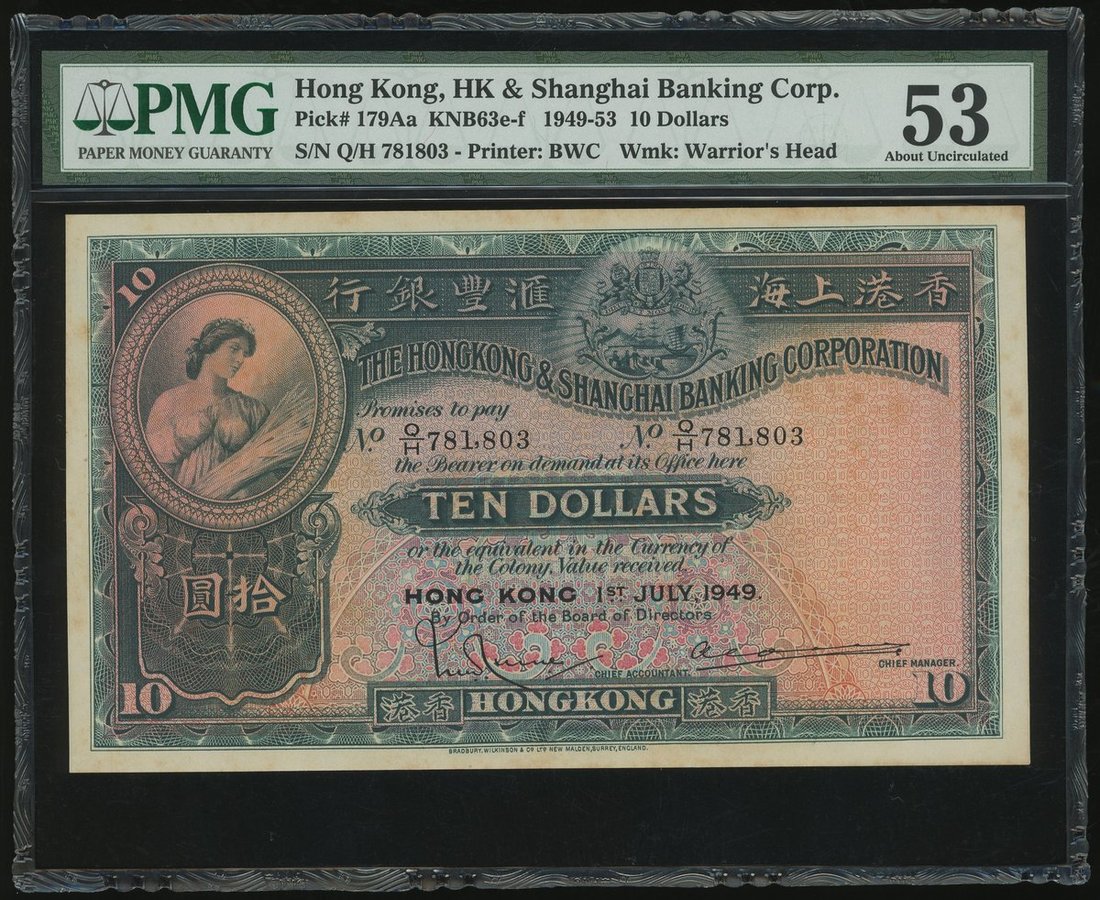 PMG
PAPER MONEY GUARANTY
Hong Kong, HK & Shanghai Banking Corp.
Pick# 179Aa KNB63e-f 1949-53 10 Dollars
S/N Q/H 781803 - Printer: BWC Wmk: Warrior's Head
53
About Uncirculated
10
行銀豐滙 海上港香
THE HONGKONG & SHANGHAI BANKING CORPORATION
Promises to pay
No. Q/H 781,803 No. Q/H 781,803
the Bearer on demand at its Office here
TEN DOLLARS
or the equivalent in the Currency of
the Colony, Value received.
圓拾
HONG KONG 1ST JULY, 1949.
By Order of the Board of Directors
CHIEF ACCOUNTANT.
CHIEF MANAGER.
10 港香 HONGKONG 港香 10
BRADBURY, WILKINSON & CO LTD NEW MALDEN, SURREY, ENGLAND.